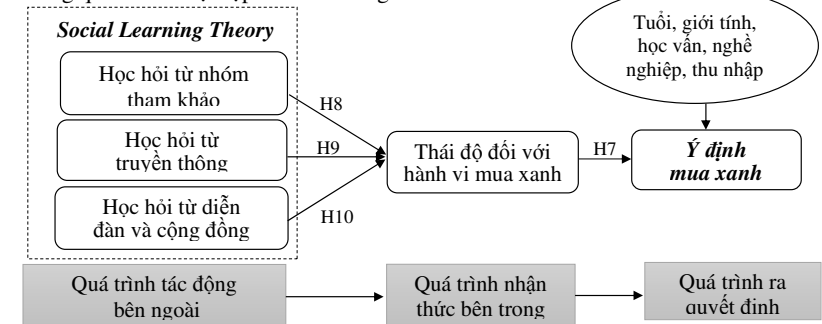 Social Learning Theory
Học hỏi từ nhóm
tham khảo
Học hỏi từ
truyền thông
Học hỏi từ diễn
đàn và cộng đồng
H8
H9
H10
Thái độ đối với
hành vi mua xanh
H7
Tuổi, giới tính,
học vấn, nghề
nghiệp, thu nhập
Ý định
mua xanh
Quá trình tác động
bên ngoài
Quá trình nhận
thức bên trong
Quá trình ra
quyết định